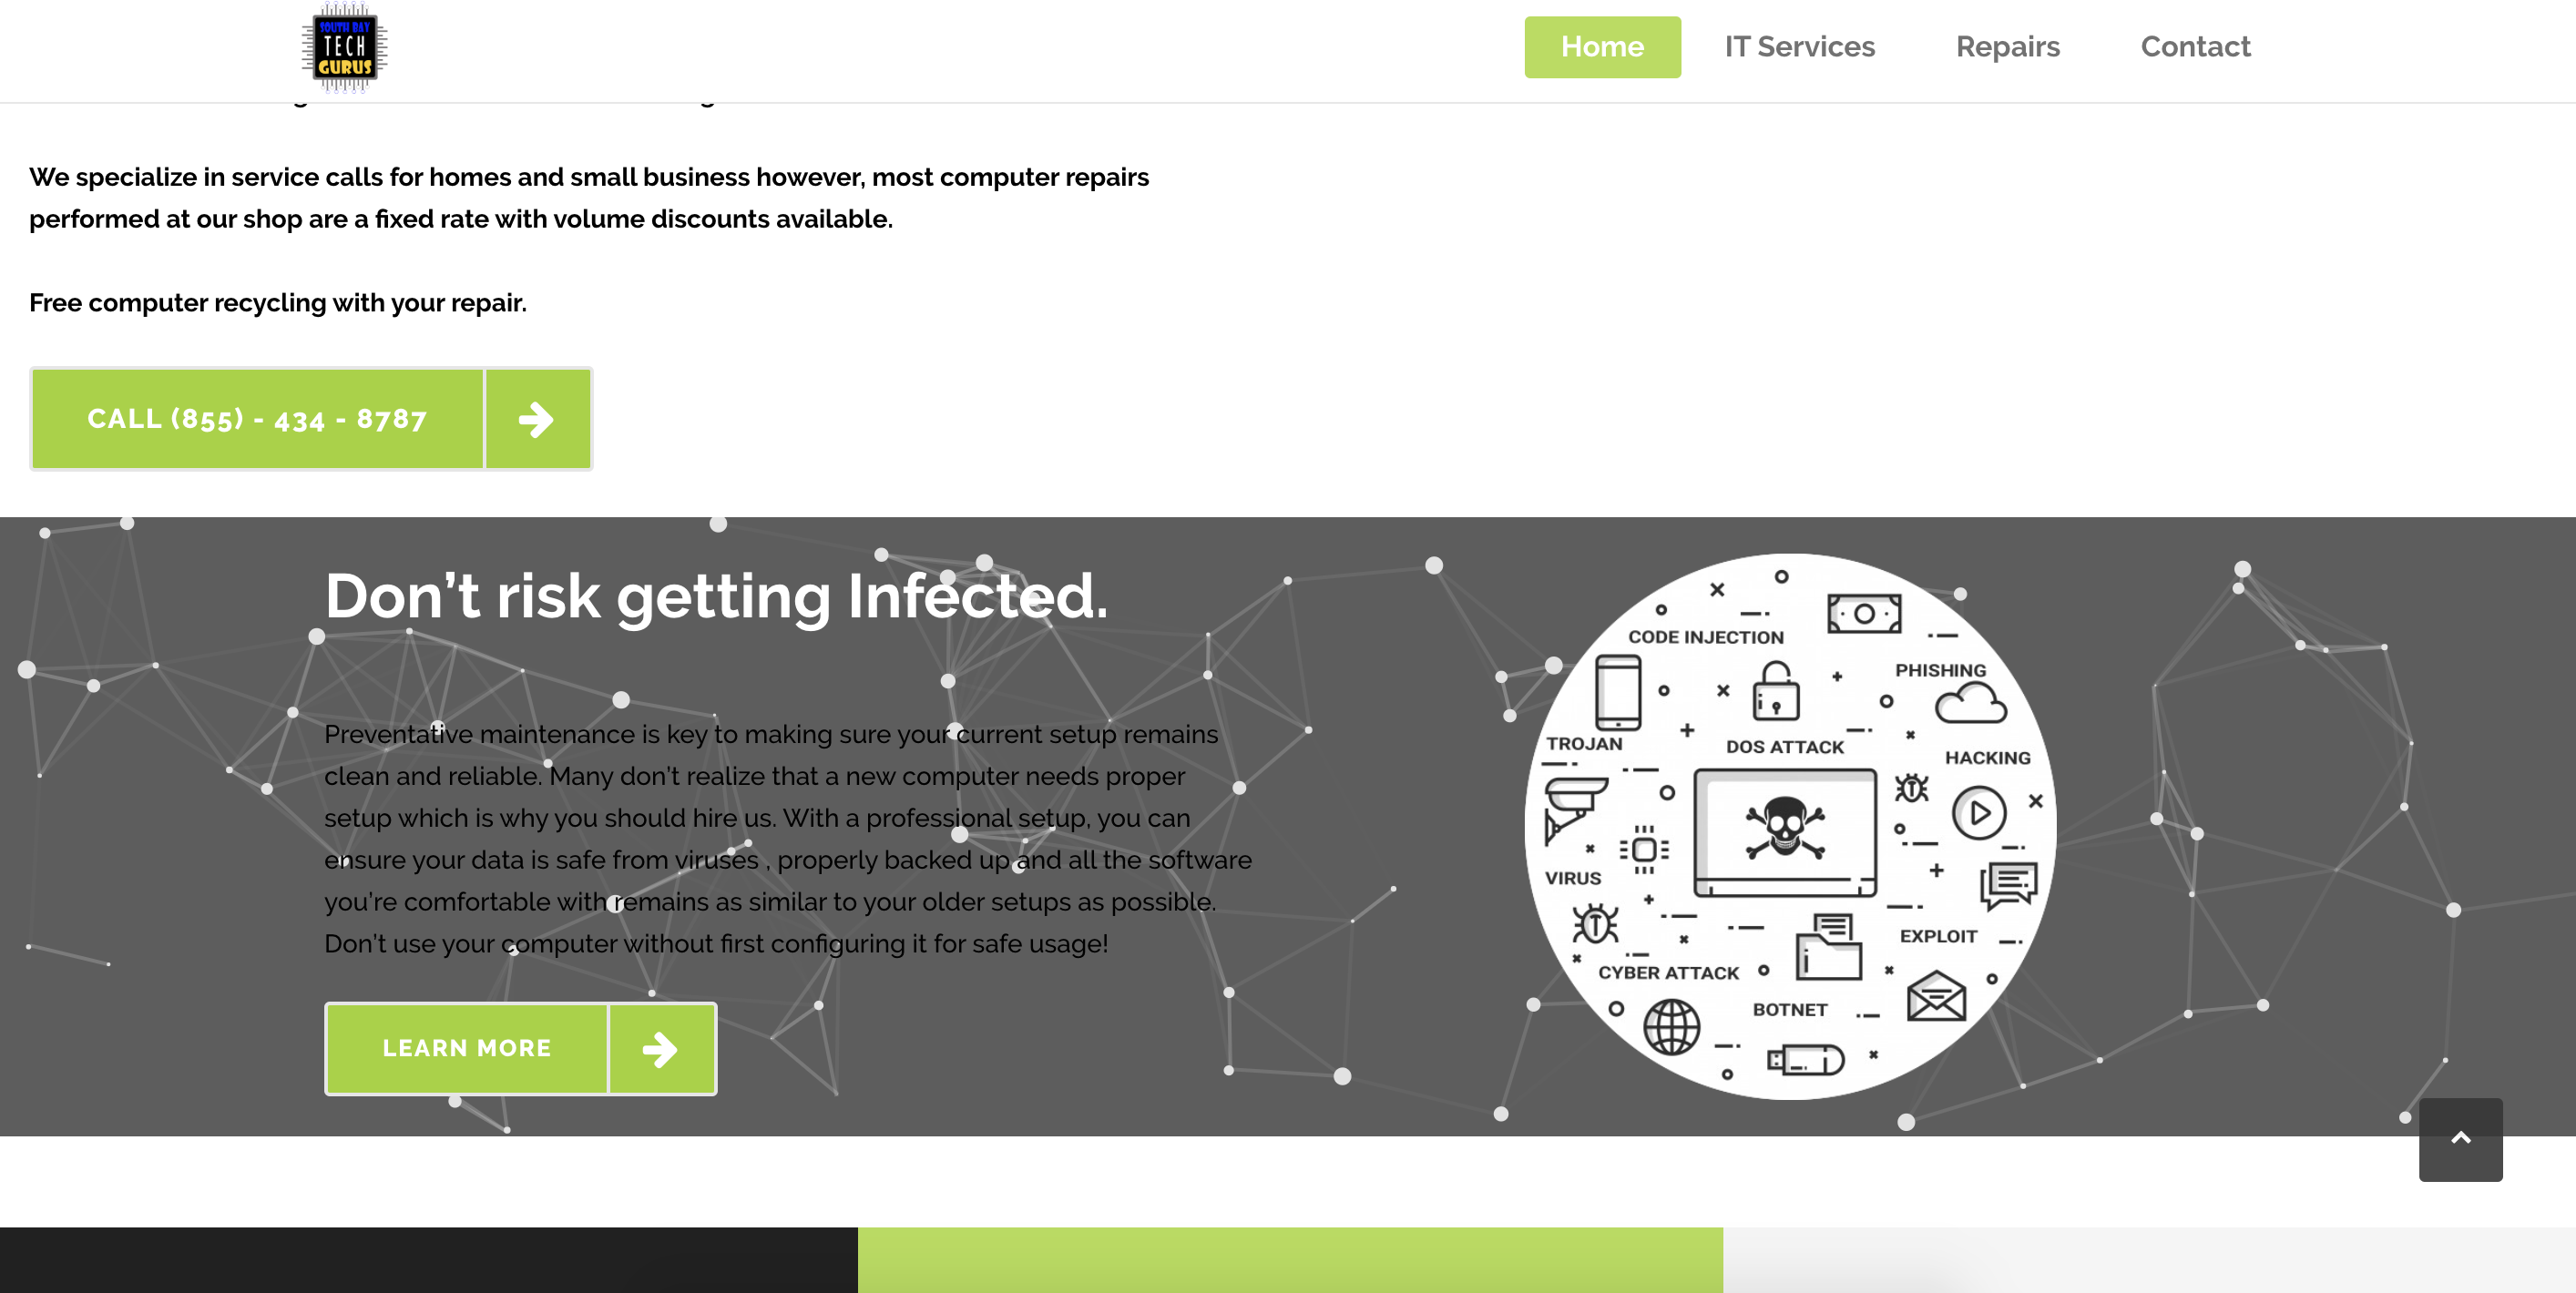 SOUTH BAY
TECH
GURUS
Home
IT Services
Repairs
Contact
We specialize in service calls for homes and small business however, most computer repairs
performed at our shop are a fixed rate with volume discounts available.
Free computer recycling with your repair.
CALL (855) - 434 - 8787
Don’t risk getting Infected.
Preventative maintenance is key to making sure your current setup remains
clean and reliable. Many don’t realize that a new computer needs proper
setup which is why you should hire us. With a professional setup, you can
ensure your data is safe from viruses , properly backed up and all the software
you’re comfortable with remains as similar to your older setups as possible.
Don’t use your computer without first configuring it for safe usage!
LEARN MORE
CODE INJECTION
PHISHING
TROJAN
DOS ATTACK
HACKING
VIRUS
EXPLOIT
CYBER ATTACK
BOTNET